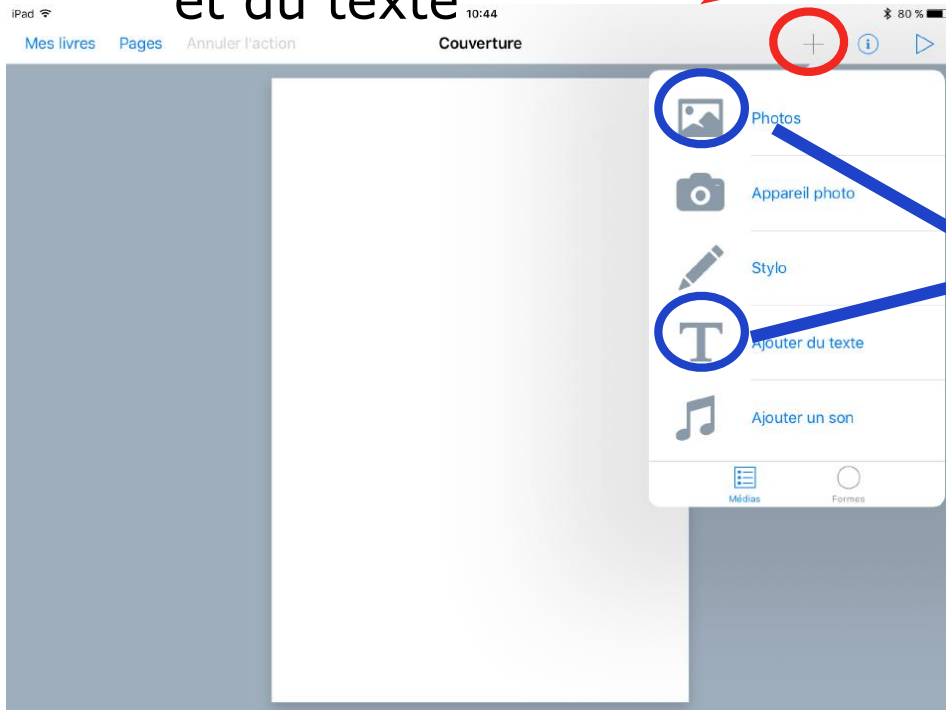 et du texte
iPad 10:44 80 %
Mes livres Pages Annuler l'action Couverture
Photos
Appareil photo
Stylo
T Ajouter du texte
Ajouter un son
Médias Formes